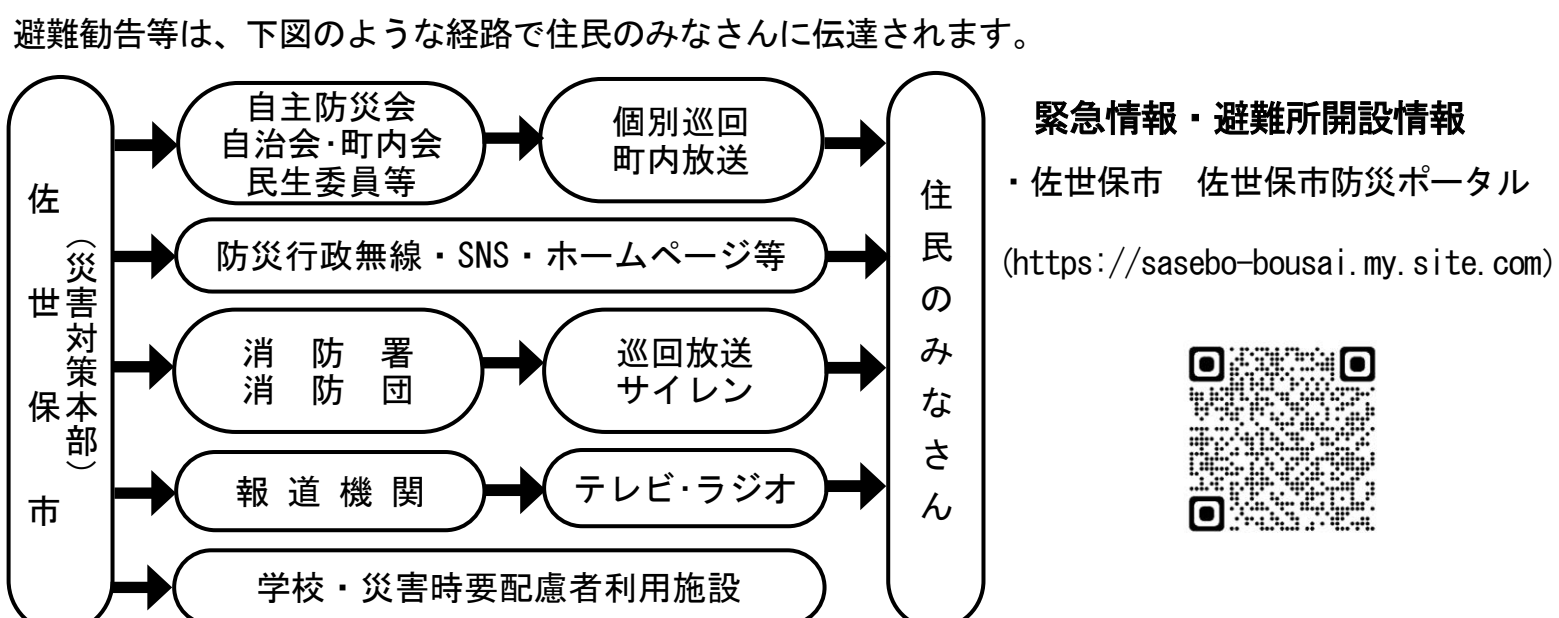 避難勧告等は、下図のような経路で住民のみなさんに伝達されます。
佐世保市
（災害対策本部）
自主防災会
自治会・町内会
民生委員等
個別巡回
町内放送
防災行政無線・SNS・ホームページ等
消防署
消防団
巡回放送
サイレン
報道機関
テレビ・ラジオ
学校・災害時要配慮者利用施設
住民のみなさん
緊急情報・避難所開設情報
・佐世保市　佐世保市防災ポータル
(https://sasebo-bousai.my.site.com)